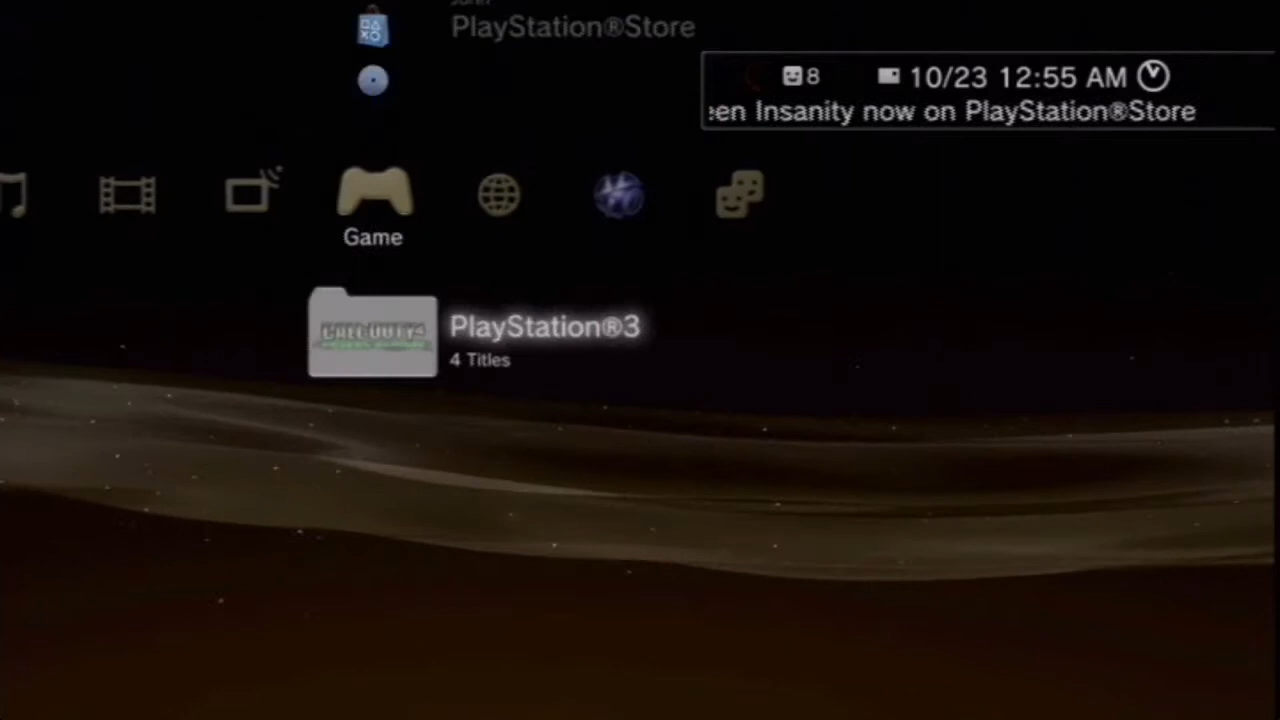 PlayStation®Store
8 10/23 12:55 AM
en Insanity now on PlayStation®Store
Game
CALL OF DUTY 4
PlayStation®3
4 Titles